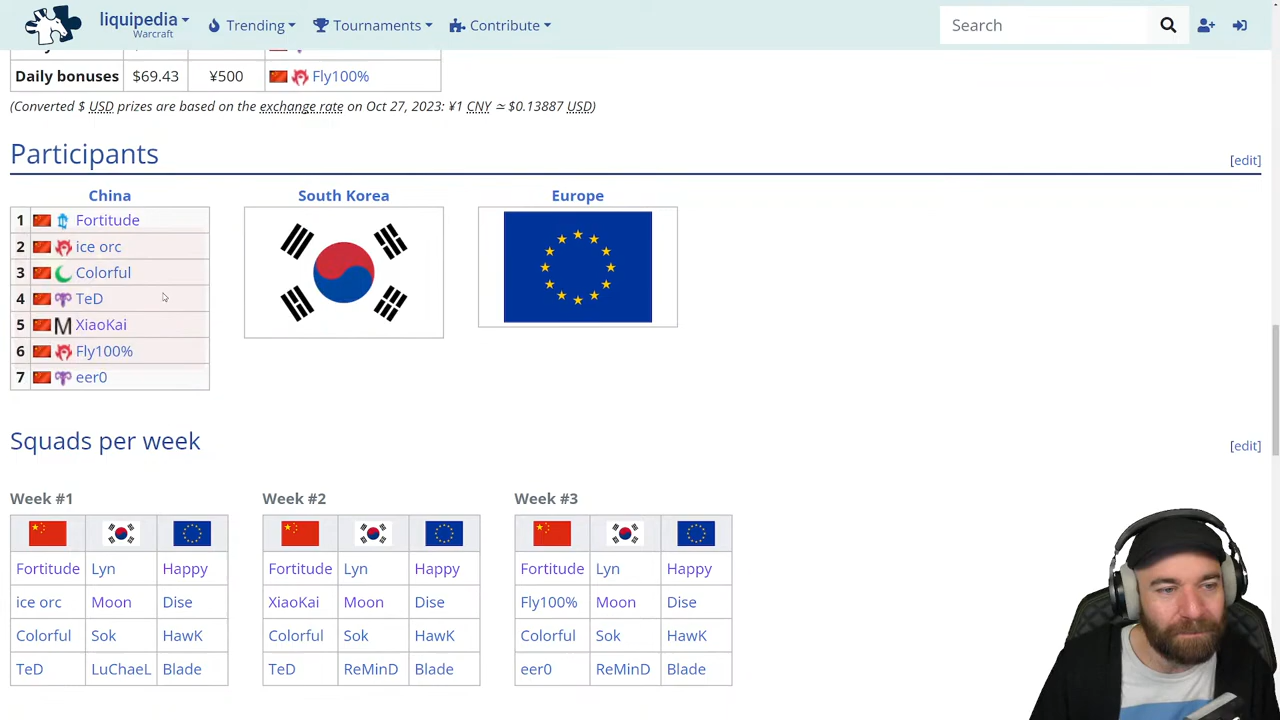 liquipedia
Warcraft
Trending
Tournaments
Contribute
Search
Daily bonuses $69.43 ¥500 Fly100%
(Converted $ USD prizes are based on the exchange rate on Oct 27, 2023: ¥1 CNY ≃ $0.13887 USD)
Participants [edit]
China South Korea Europe
1 Fortitude
2 ice orc
3 Colorful
4 TeD
5 XiaoKai
6 Fly100%
7 eer0
Squads per week [edit]
Week #1 Week #2 Week #3
Fortitude Lyn Happy Fortitude Lyn Happy Fortitude Lyn Happy
ice orc Moon Dise XiaoKai Moon Dise Fly100% Moon Dise
Colorful Sok HawK Colorful Sok HawK Colorful Sok HawK
TeD LuChaeL Blade TeD ReMinD Blade eer0 ReMinD Blade